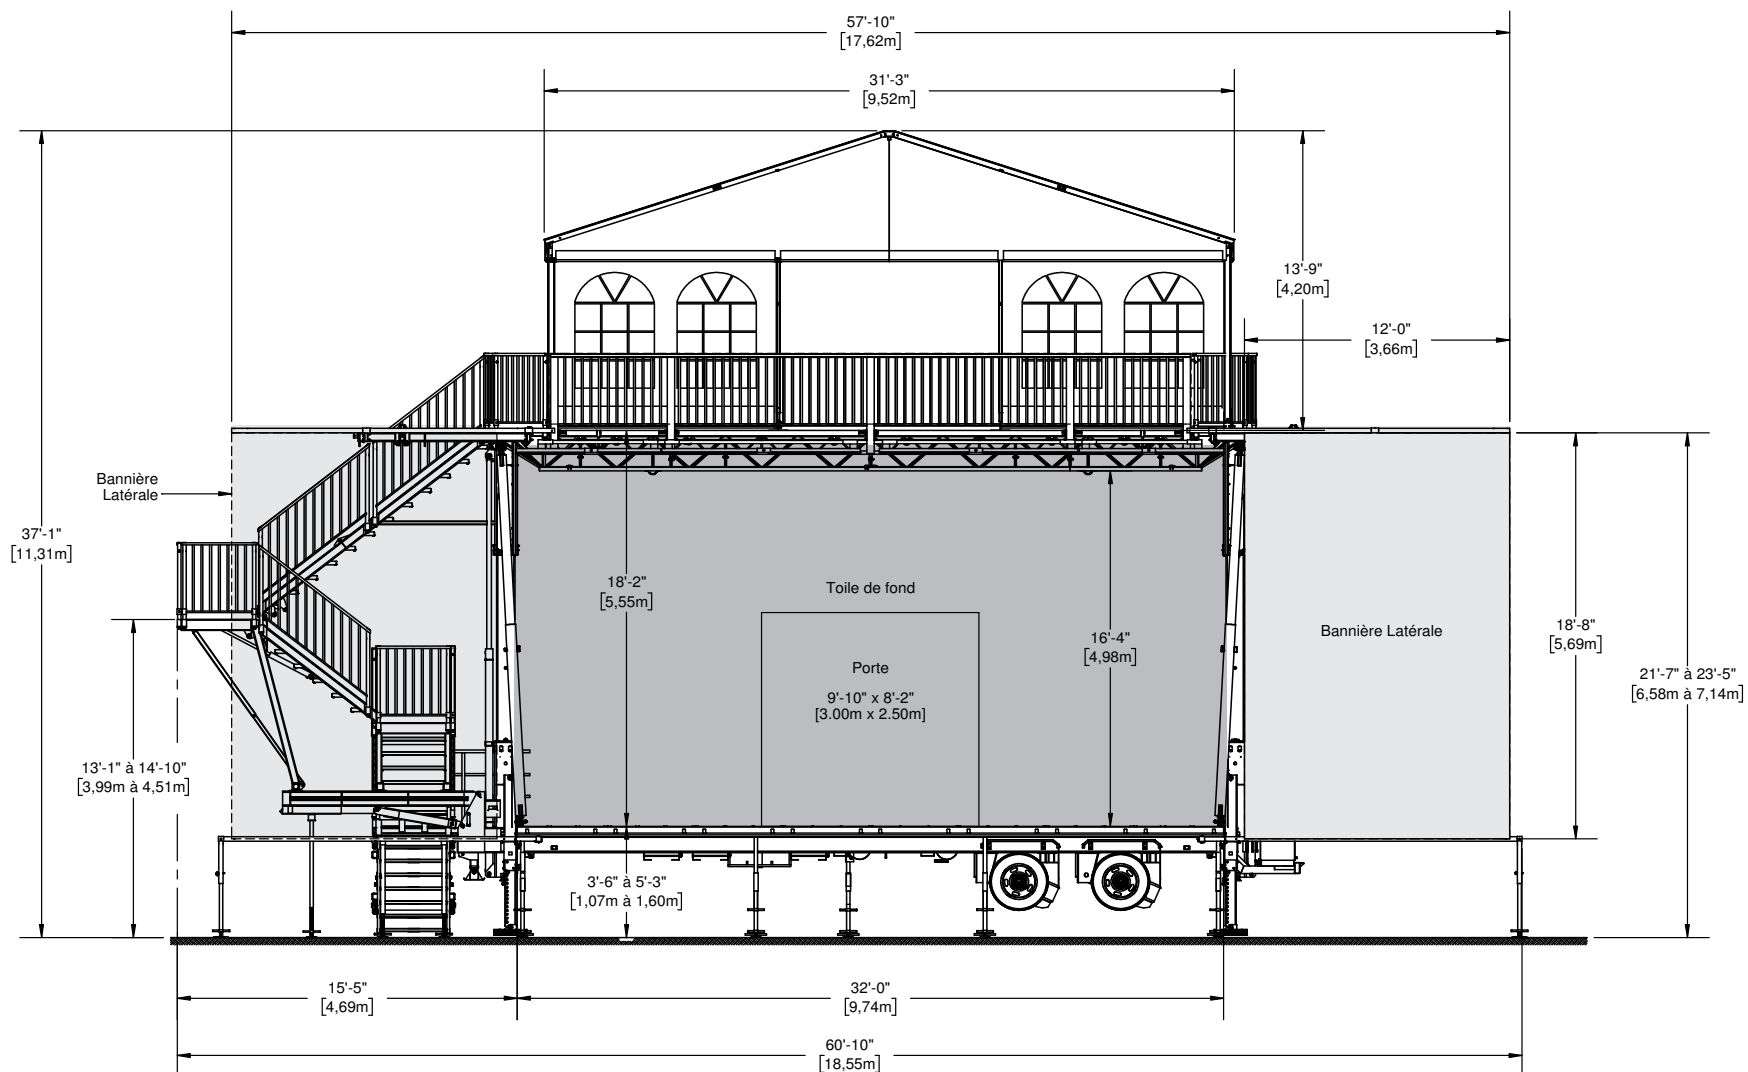 57'-10"
[17,62m]
31'-3"
[9,52m]
13'-9"
[4,20m]
12'-0"
[3,66m]
Bannière
Latérale
37'-1"
[11,31m]
18'-2"
[5,55m]
Toile de fond
16'-4"
[4,98m]
Bannière Latérale
18'-8"
[5,69m]
21'-7" à 23'-5"
[6,58m à 7,14m]
Porte
9'-10" x 8'-2"
[3.00m x 2.50m]
13'-1" à 14'-10"
[3,99m à 4,51m]
3'-6" à 5'-3"
[1,07m à 1,60m]
15'-5"
[4,69m]
32'-0"
[9,74m]
60'-10"
[18,55m]